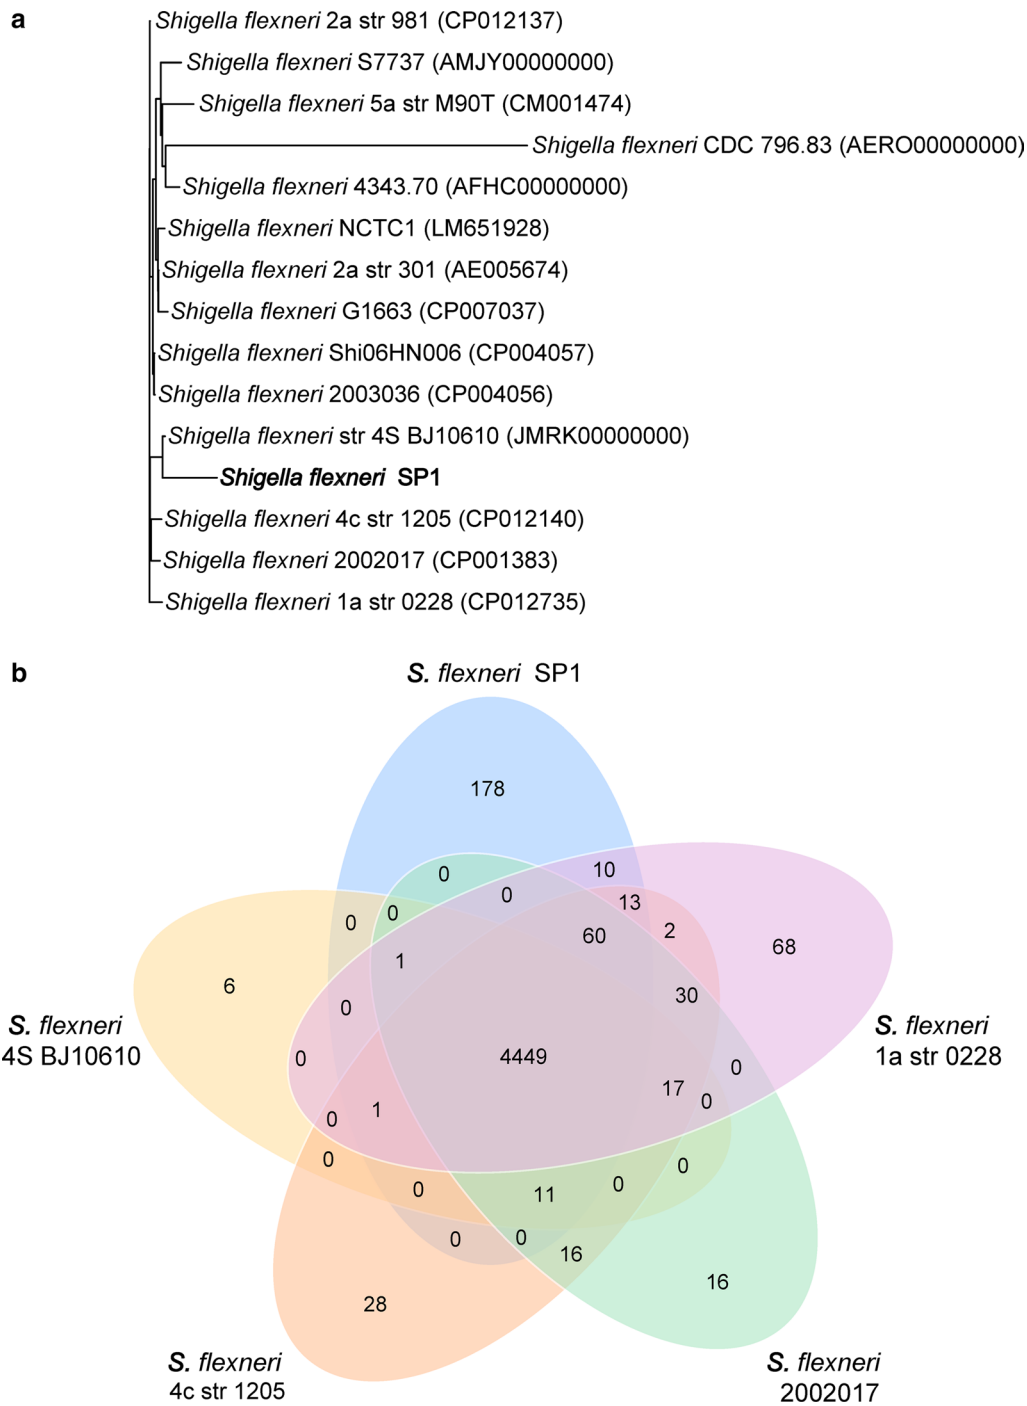 a
Shigella flexneri 2a str 981 (CP012137)
Shigella flexneri S7737 (AMJY00000000)
Shigella flexneri 5a str M90T (CM001474)
Shigella flexneri CDC 796.83 (AERO00000000)
Shigella flexneri 4343.70 (AFHC00000000)
Shigella flexneri NCTC1 (LM651928)
Shigella flexneri 2a str 301 (AE005674)
Shigella flexneri G1663 (CP007037)
Shigella flexneri Shi06HN006 (CP004057)
Shigella flexneri 2003036 (CP004056)
Shigella flexneri str 4S BJ10610 (JMRK00000000)
Shigella flexneri SP1
Shigella flexneri 4c str 1205 (CP012140)
Shigella flexneri 2002017 (CP001383)
Shigella flexneri 1a str 0228 (CP012735)
b
S. flexneri SP1
178
0
10
0
13
0
0
2
60
68
1
6
30
0
S. flexneri
4S BJ10610
S. flexneri
1a str 0228
0
4449
0
17
0
1
0
0
0
0
0
11
0
0
16
16
28
S. flexneri
4c str 1205
S. flexneri
2002017